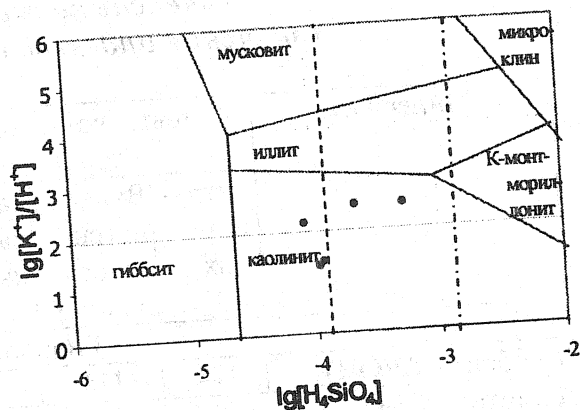 lg[K⁺]/[H⁺]
6
5
4
3
2
1
0
мусковит
микро-
клин
иллит
К-монт-
морил-
лонит
гиббсит
каолинит
-6
-5
-4
-3
-2
lg[H₄SiO₄]